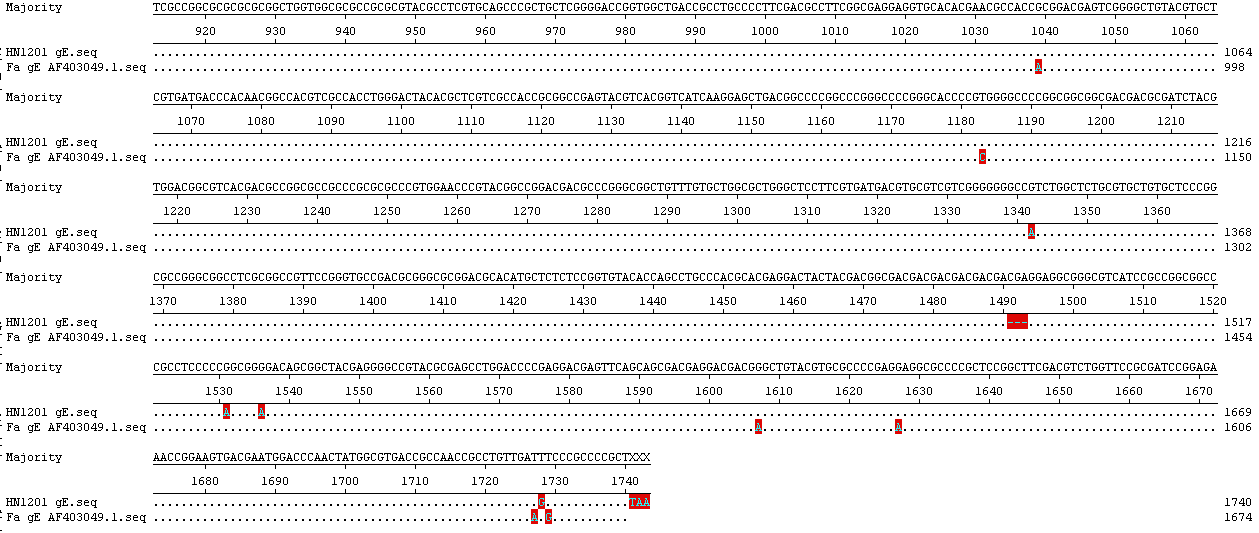 Majority TCGCCGGCGCGCGCGCGGCTGGTGGCGCGCCGCGCGTACGCCTCGTGCAGCCCGCTGCTCGGGGACCGGTGGCTGACCGCCTGCCCCTTCGACGCCTTCGGCGAGGAGGTGCACACGAACGCCACCGCGGACGAGTCGGGGCTGTACGTGCT
920 930 940 950 960 970 980 990 1000 1010 1020 1030 1040 1050 1060
HN1201 gE.seq 1064
Fa gE AF403049.1.seq A 998
Majority CGTGATGACCCACAACGGCCACGTCGCCACCTGGGACTACACGCTCGTCGCCACCGCGGCCGAGTACGTCACGGTCATCAAGGAGCTGACGGCCCCGGCCCGGGCCCCGGGCACCCCGTGGGGCCCCGGCGGCGGCGACGACGCGATCTACG
1070 1080 1090 1100 1110 1120 1130 1140 1150 1160 1170 1180 1190 1200 1210
HN1201 gE.seq 1216
Fa gE AF403049.1.seq C 1150
Majority TGGACGGCGTCACGACGCCGGCGCCGCCCGCGCGCCCGTGGAACCCGTACGGCCGGACGACGCCCGGGCGGCTGTTTGTGCTGGCGCTGGGCTCCTTCGTGATGACGTGCGTCGTCGGGGGGGCCGTCTGGCTCTGCGTGCTGTGCTCCCGG
1220 1230 1240 1250 1260 1270 1280 1290 1300 1310 1320 1330 1340 1350 1360
HN1201 gE.seq A 1368
Fa gE AF403049.1.seq 1302
Majority CGCCGGGCGGCCTCGCGGCCGTTCCGGGTGCCGACGCGGGCGCGGACGCACATGCTCTCTCCGGTGTACACCAGCCTGCCCACGCACGAGGACTACTACGACGGCGACGACGACGACGACGACGAGGAGGCGGGCGTCATCCGCCGGCGGCC
1370 1380 1390 1400 1410 1420 1430 1440 1450 1460 1470 1480 1490 1500 1510 1520
HN1201 gE.seq --- 1517
Fa gE AF403049.1.seq 1454
Majority CGCCTCCCCCGGCGGGGACAGCGGCTACGAGGGGCCGTACGCGAGCCTGGACCCCGAGGACGAGTTCAGCAGCGACGAGGACGACGGGCTGTACGTGCGCCCCGAGGAGGCGCCCCGCTCCGGCTTCGACGTCTGGTTCCGCGATCCGGAGA
1530 1540 1550 1560 1570 1580 1590 1600 1610 1620 1630 1640 1650 1660 1670
HN1201 gE.seq A A 1669
Fa gE AF403049.1.seq A A 1606
Majority AACCGGAAGTGACGAATGGACCCAACTATGGCGTGACCGCCAACCGCCTGTTGATTTCCCGCCCCGCTXXX
1680 1690 1700 1710 1720 1730 1740
HN1201 gE.seq G TAA 1740
Fa gE AF403049.1.seq A G 1674